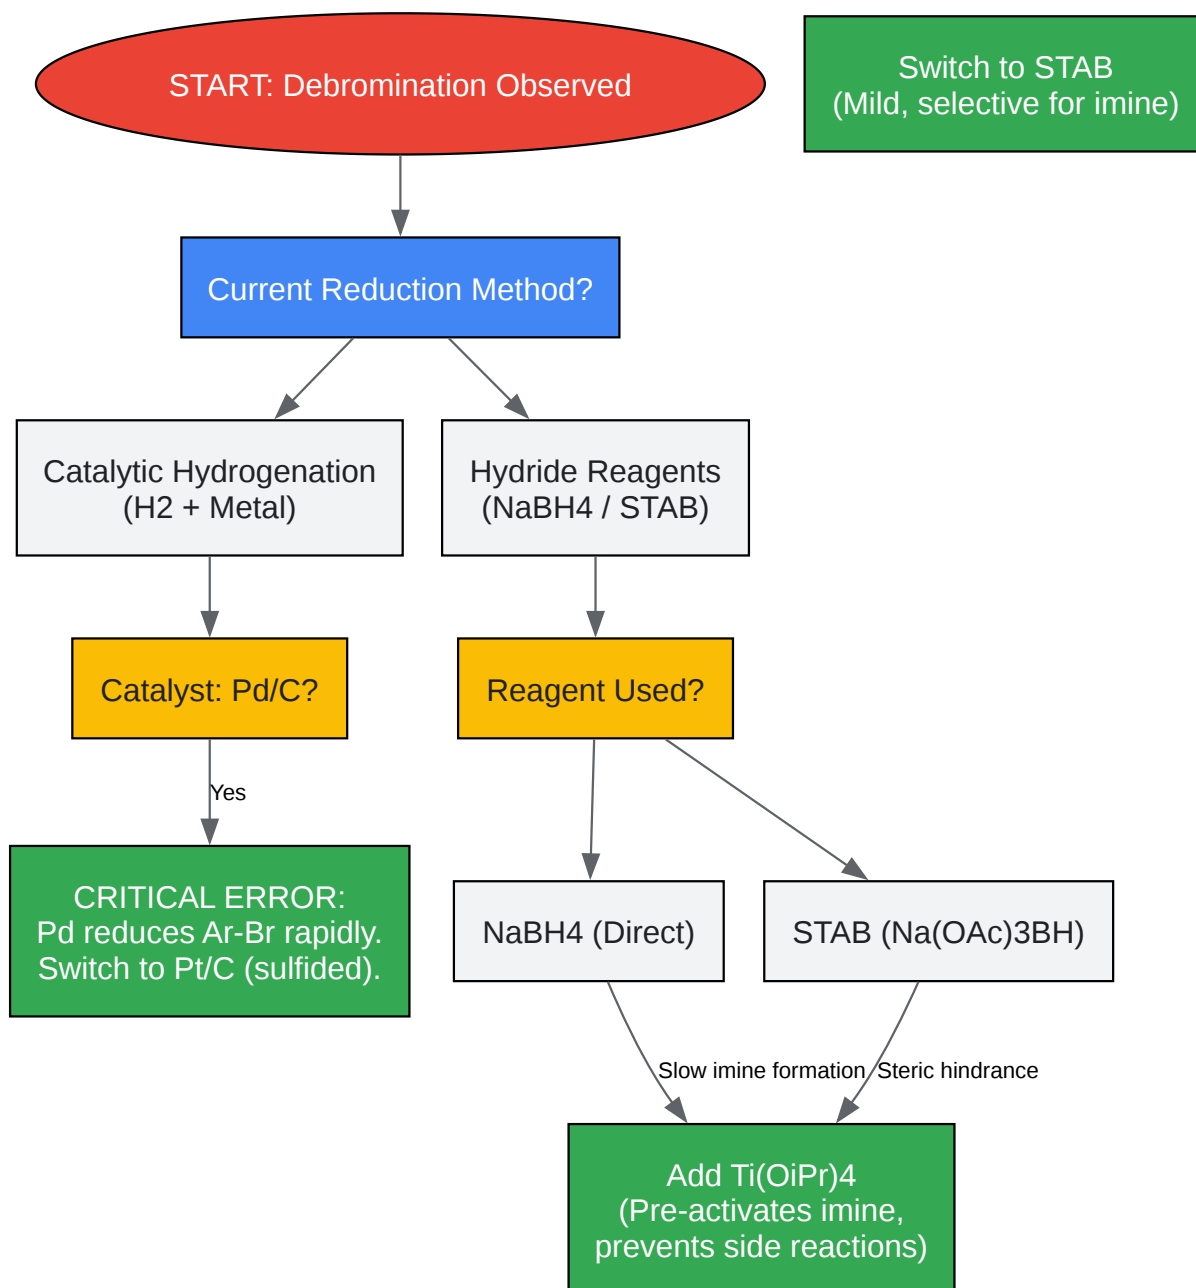 START: Debromination Observed
Switch to STAB
(Mild, selective for imine)
Current Reduction Method?
Catalytic Hydrogenation
(H2 + Metal)
Hydride Reagents
(NaBH4 / STAB)
Catalyst: Pd/C?
Reagent Used?
Yes
CRITICAL ERROR:
Pd reduces Ar-Br rapidly.
Switch to Pt/C (sulfided).
NaBH4 (Direct)
STAB (Na(OAc)3BH)
Slow imine formation
Steric hindrance
Add Ti(OiPr)4
(Pre-activates imine,
prevents side reactions)